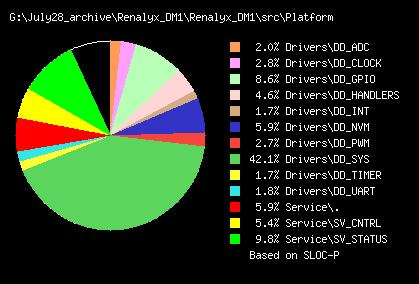 G:\July28_archive\Renalyx_DM1\Renalyx_DM1\src\Platform
2.0% Drivers\DD_ADC
2.8% Drivers\DD_CLOCK
8.6% Drivers\DD_GPIO
4.6% Drivers\DD_HANDLERS
1.7% Drivers\DD_INT
5.9% Drivers\DD_NVM
2.7% Drivers\DD_PWM
42.1% Drivers\DD_SYS
1.7% Drivers\DD_TIMER
1.8% Drivers\DD_UART
5.9% Service\.
5.4% Service\SV_CNTRL
9.8% Service\SV_STATUS
Based on SLOC-P